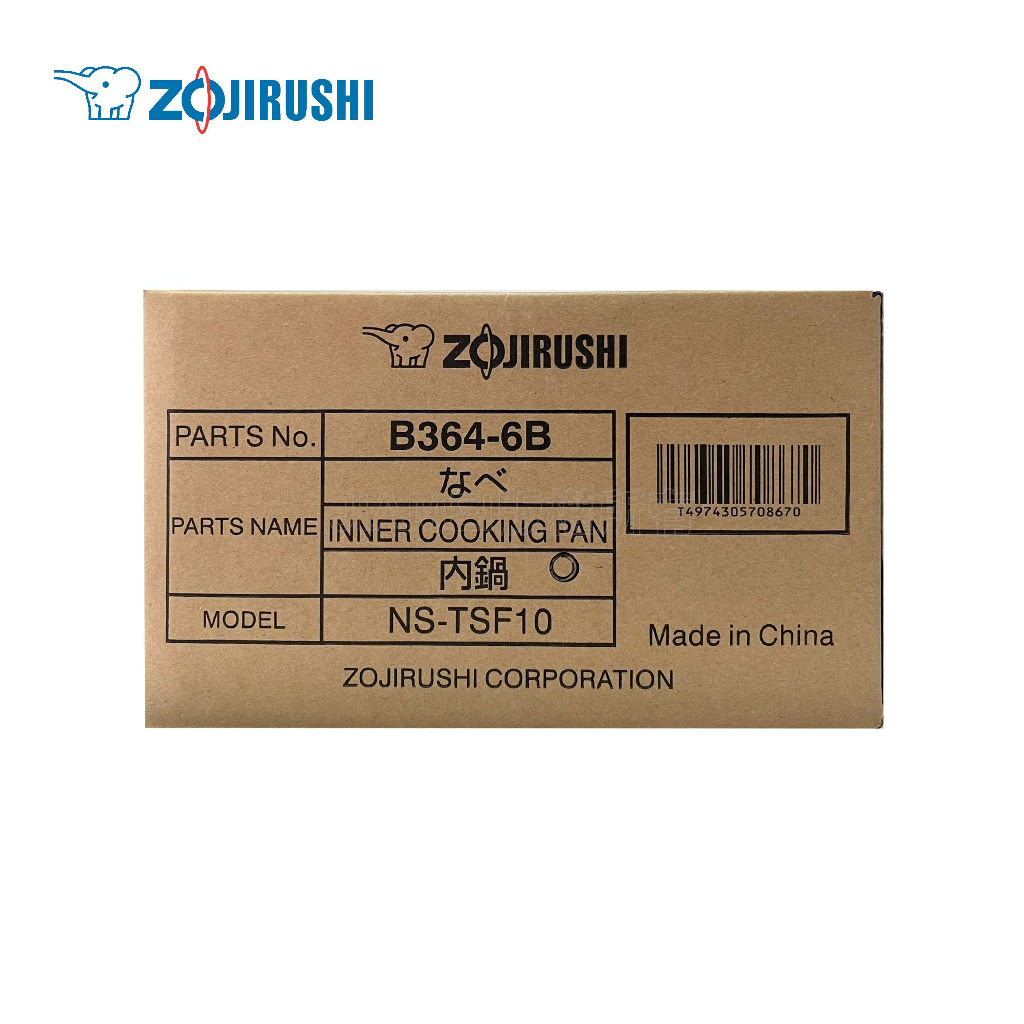 ZOJIRUSHI
ZOJIRUSHI
PARTS No.
B364-6B
PARTS NAME
なべ
INNER COOKING PAN
内鍋
MODEL
NS-TSF10
T4974305708670
Made in China
ZOJIRUSHI CORPORATION